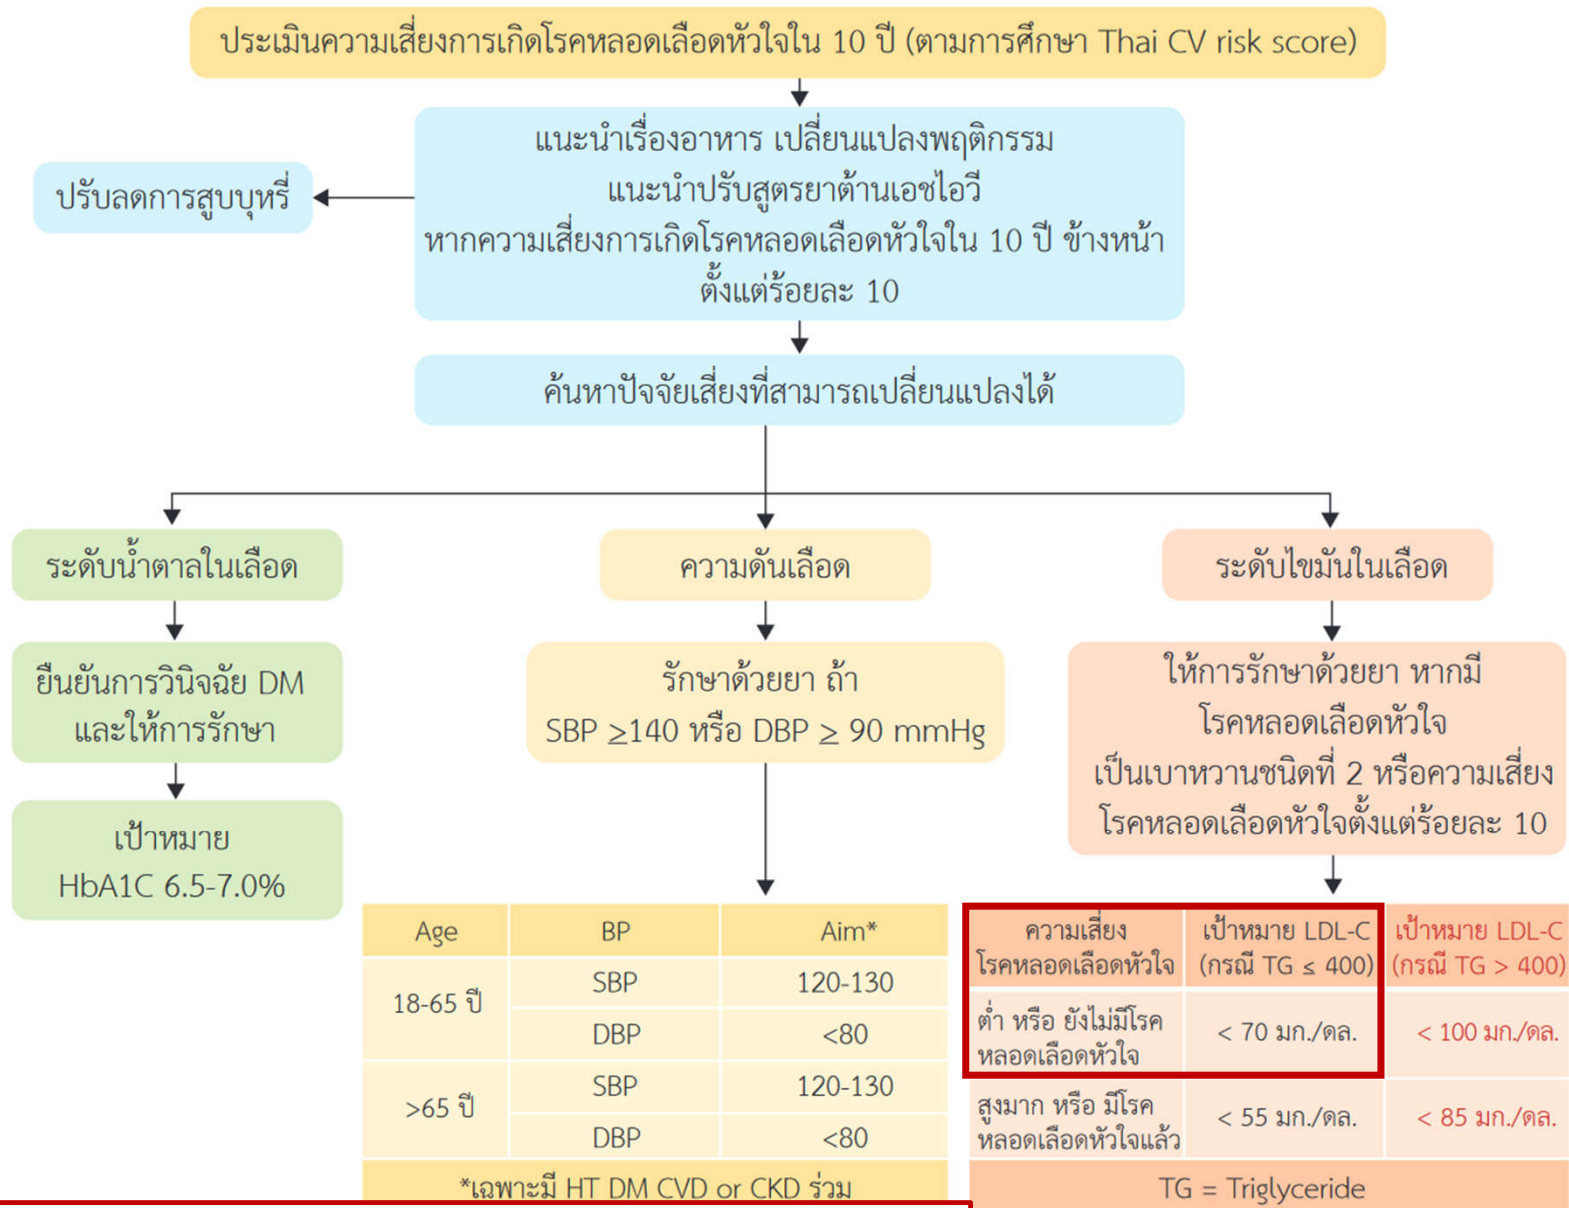 ประเมินความเสี่ยงการเกิดโรคหลอดเลือดหัวใจใน 10 ปี (ตามการศึกษา Thai CV risk score)
แนะนำเรื่องอาหาร เปลี่ยนแปลงพฤติกรรม
แนะนำปรับสูตรยาต้านเอชไอวี
หากความเสี่ยงการเกิดโรคหลอดเลือดหัวใจใน 10 ปี ข้างหน้า
ตั้งแต่ร้อยละ 10
ปรับลดการสูบบุหรี่
ค้นหาปัจจัยเสี่ยงที่สามารถเปลี่ยนแปลงได้
ระดับน้ำตาลในเลือด
ยืนยันการวินิจฉัย DM
และให้การรักษา
เป้าหมาย
HbA1C 6.5-7.0%
ความดันเลือด
รักษาด้วยยา ถ้า
SBP ≥140 หรือ DBP ≥ 90 mmHg
Age BP Aim*
18-65 ปี SBP 120-130
DBP <80
>65 ปี SBP 120-130
DBP <80
*เฉพาะมี HT DM CVD or CKD ร่วม
ระดับไขมันในเลือด
ให้การรักษาด้วยยา หากมี
โรคหลอดเลือดหัวใจ
เป็นเบาหวานชนิดที่ 2 หรือความเสี่ยง
โรคหลอดเลือดหัวใจตั้งแต่ร้อยละ 10
ความเสี่ยง เป้าหมาย LDL-C เป้าหมาย LDL-C
โรคหลอดเลือดหัวใจ (กรณี TG ≤ 400) (กรณี TG > 400)
ต่ำ หรือ ยังไม่มีโรค
หลอดเลือดหัวใจ < 70 มก./ดล. < 100 มก./ดล.
สูงมาก หรือ มีโรค
หลอดเลือดหัวใจแล้ว < 55 มก./ดล. < 85 มก./ดล.
TG = Triglyceride